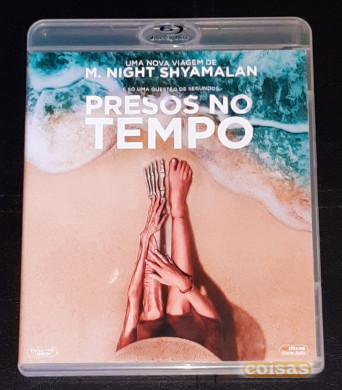 UMA NOVA VIAGEM DE
M. NIGHT SHYAMALAN
É SÓ UMA QUESTÃO DE SEGUNDOS
PRESOS NO
TEMPO
coisas